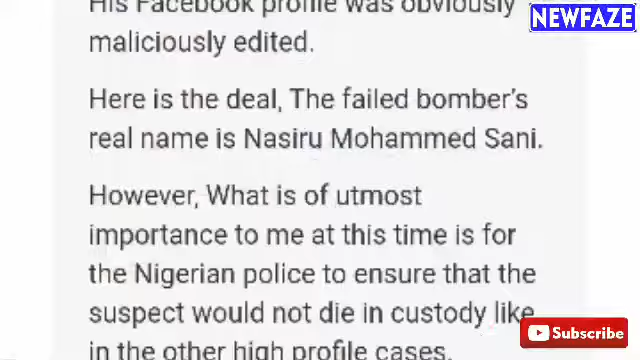 His Facebook profile was obviously
NEWFAZE
maliciously edited.
Here is the deal, The failed bomber's
real name is Nasiru Mohammed Sani.
However, What is of utmost
importance to me at this time is for
the Nigerian police to ensure that the
suspect would not die in custody like
Subscribe
in the other high profile cases.